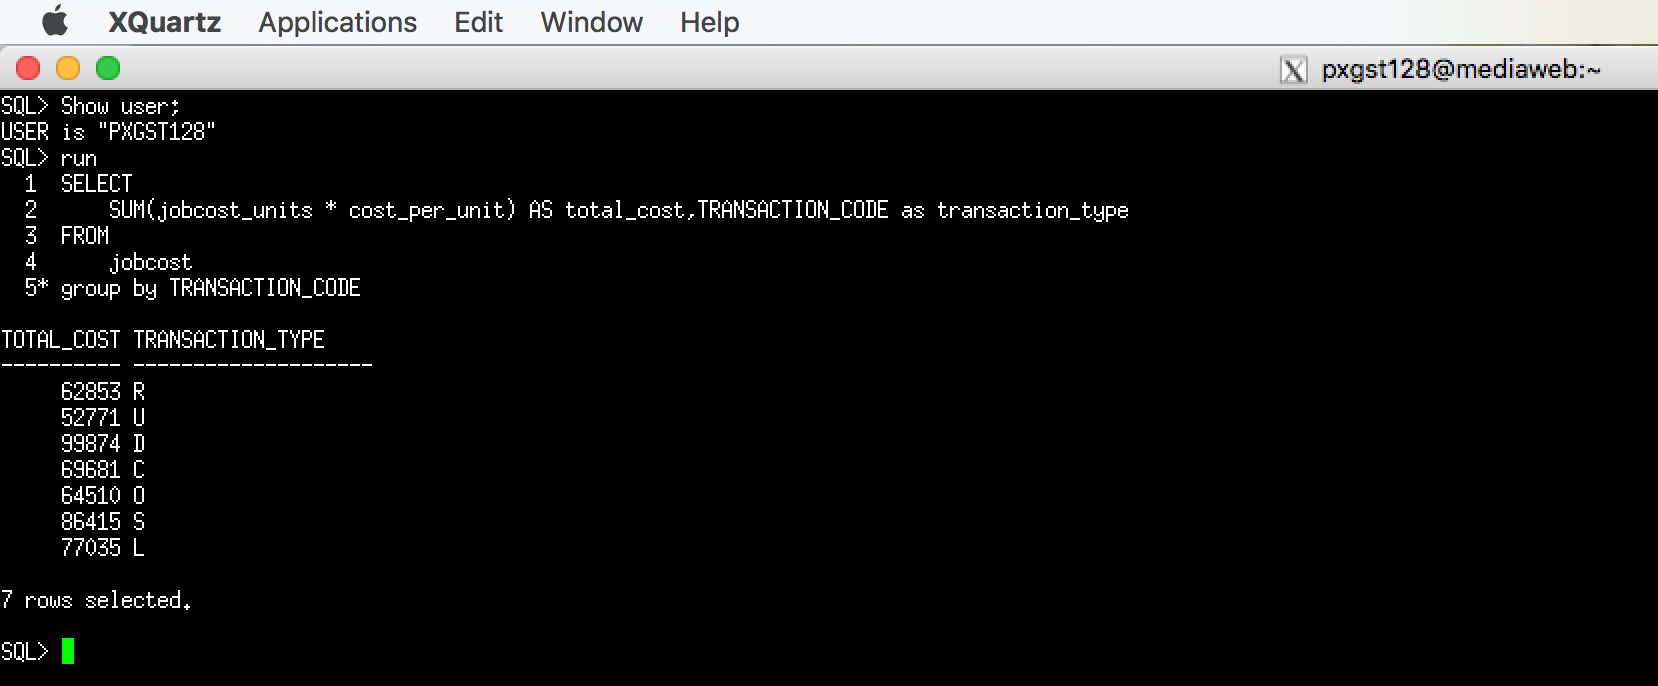 XQuartz Applications Edit Window Help
X pxgst128@mediaweb:~
SQL> Show user;
USER is "PXGST128"
SQL> run
  1  SELECT
  2      SUM(jobcost_units * cost_per_unit) AS total_cost,TRANSACTION_CODE as transaction_type
  3  FROM
  4      jobcost
  5* group by TRANSACTION_CODE
TOTAL_COST TRANSACTION_TYPE
---------- --------------------
     62853 R
     52771 U
     99874 D
     69681 C
     64510 O
     86415 S
     77035 L
7 rows selected.
SQL>